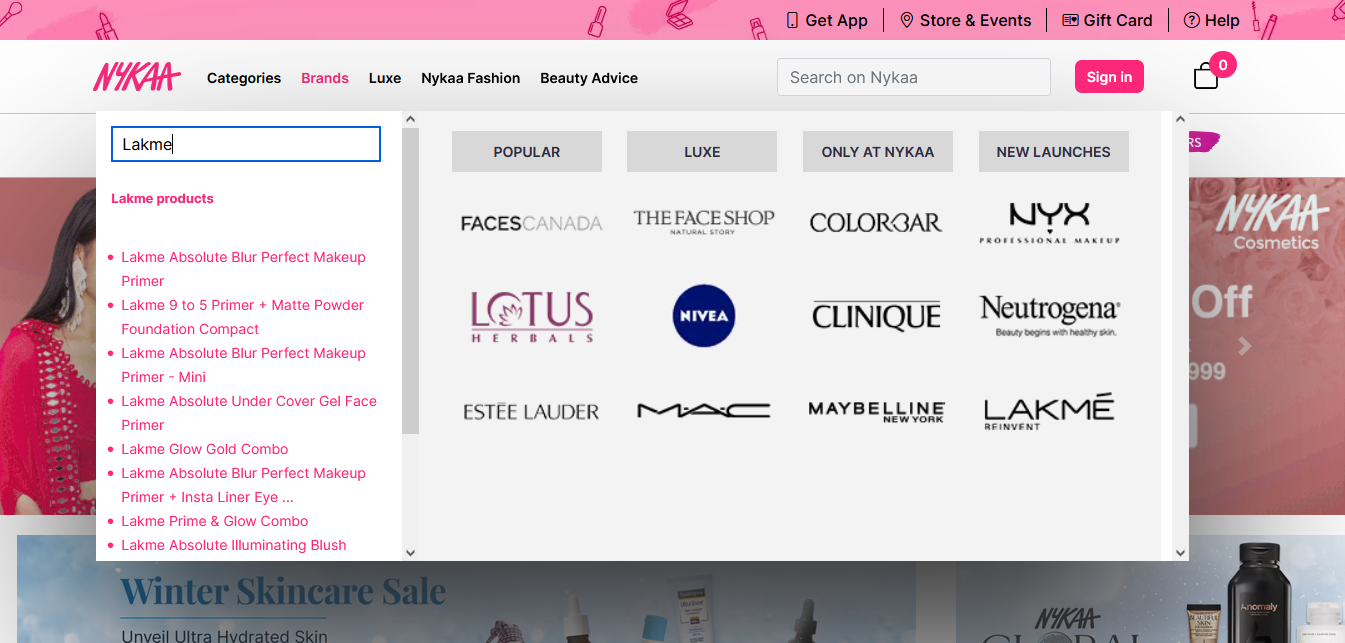 Get App
Store & Events
Gift Card
Help
NYKAA
Categories
Brands
Luxe
Nykaa Fashion
Beauty Advice
Search on Nykaa
Sign in
0
Lakme
Lakme products
Lakme Absolute Blur Perfect Makeup
Primer
Lakme 9 to 5 Primer + Matte Powder
Foundation Compact
Lakme Absolute Blur Perfect Makeup
Primer - Mini
Lakme Absolute Under Cover Gel Face
Primer
Lakme Glow Gold Combo
Lakme Absolute Blur Perfect Makeup
Primer + Insta Liner Eye ...
Lakme Prime & Glow Combo
Lakme Absolute Illuminating Blush
POPULAR
LUXE
ONLY AT NYKAA
NEW LAUNCHES
FACESCANADA
THE FACE SHOP
NATURAL STORY
COLORBAR
NYX
PROFESSIONAL MAKEUP
LOTUS
HERBALS
NIVEA
CLINIQUE
Neutrogena®
Beauty begins with healthy skin.
ESTĒE LAUDER
MAC
MAYBELLINE
NEW YORK
LAKMÉ
REINVENT
RS
NYKAA
Cosmetics
Off
999
Winter Skincare Sale
Unveil Ultra Hydrated Skin
NYKAA
GLOBAL
Anomaly